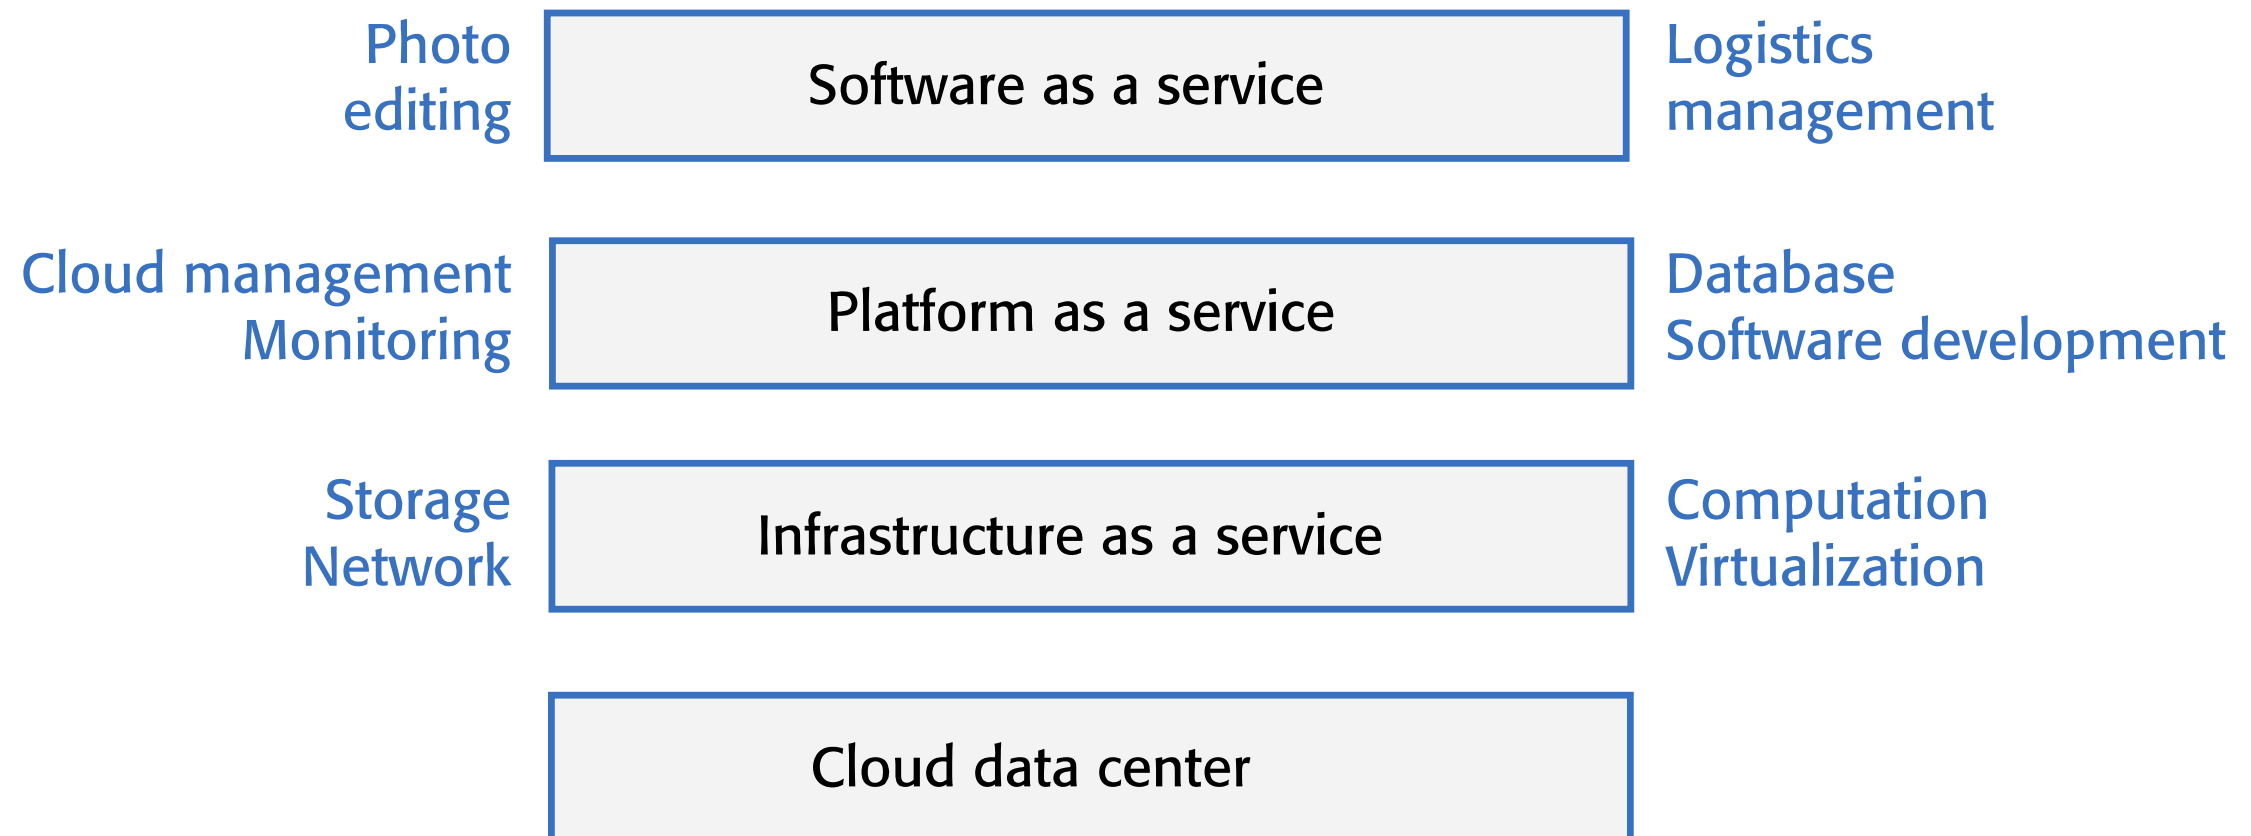 Photo
editing
Software as a service
Logistics
management
Cloud management
Monitoring
Platform as a service
Database
Software development
Storage
Network
Infrastructure as a service
Computation
Virtualization
Cloud data center